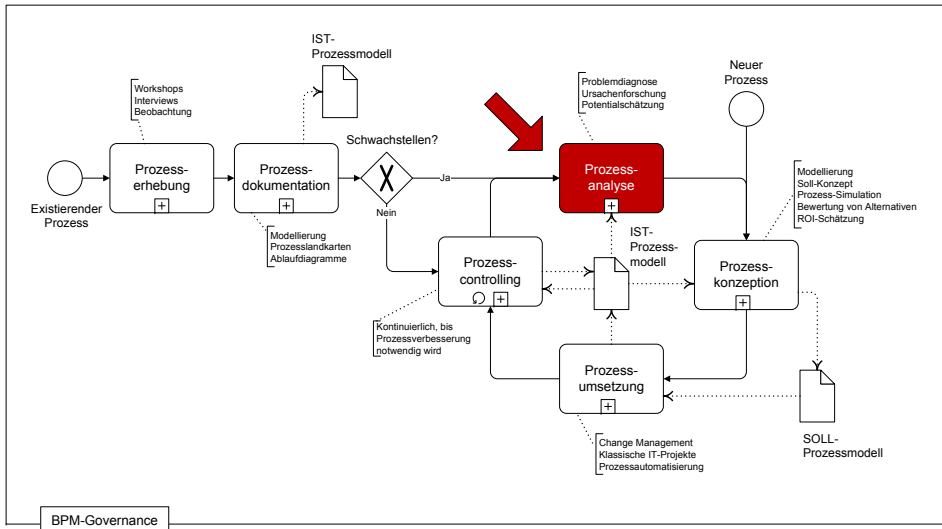 IST-
Prozessmodell
Workshops
Interviews
Beobachtung
Prozess-
erhebung
Existierender
Prozess
Prozess-
dokumentation
Modellierung
Prozesslandkarten
Ablaufdiagramme
Schwachstellen?
Ja
Nein
Problemdiagnose
Ursachenforschung
Potentialschätzung
Prozess-
analyse
Neuer
Prozess
Modellierung
Soll-Konzept
Prozess-Simulation
Bewertung von Alternativen
ROI-Schätzung
Prozess-
controlling
Kontinuierlich, bis
Prozessverbesserung
notwendig wird
IST-
Prozess-
modell
Prozess-
konzeption
Prozess-
umsetzung
Change Management
Klassische IT-Projekte
Prozessautomatisierung
SOLL-
Prozessmodell
BPM-Governance